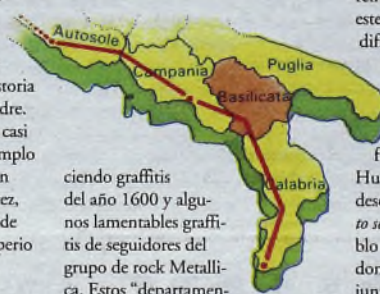 Autosole
Campania
Puglia
Basilicata
Calabria
storia
dre.
casi
mplo
n
ez,
de
perio
ciendo graffitis
del año 1600 y algu-
nos lamentables graffi-
tis de seguidores del
grupo de rock Metalli-
ca. Estos "departamen-
este
dif
f
Hu
desc
to s
blo
don
jun